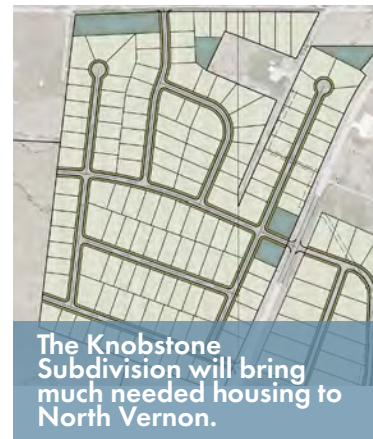 The Knobstone
Subdivision will bring
much needed housing to
North Vernon.